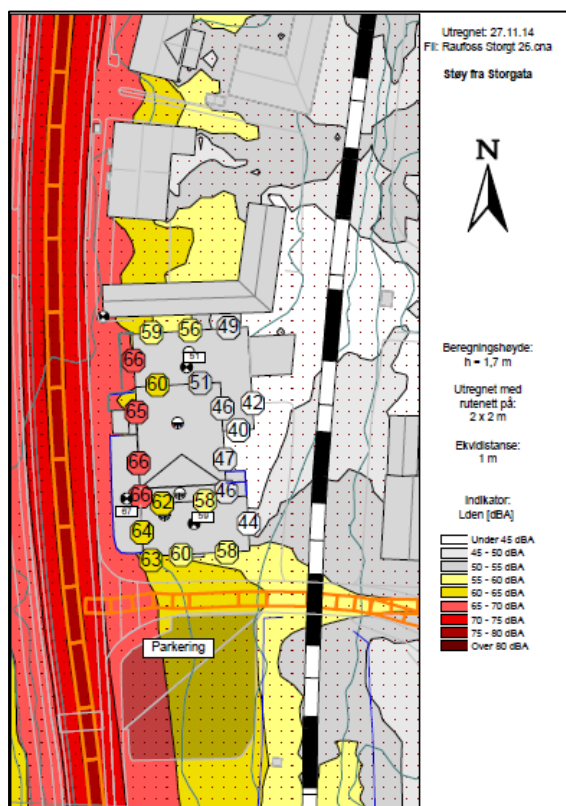 Utregnet: 27.11.14
Fil: Raufoss Storgt 26.cna
Støy fra Storgata
N
Beregningshøyde:
h = 1,7 m
Utregnet med
rutenett på:
2 x 2 m
Ekvidistanse:
1 m
Indikator:
Lden [dBA]
Under 45 dBA
45 - 50 dBA
50 - 55 dBA
55 - 60 dBA
60 - 65 dBA
65 - 70 dBA
70 - 75 dBA
75 - 80 dBA
Over 80 dBA
59 56 49
66 51
60 51
65 46 42
40
66 47
66 62 58 46
67 59
64 44
63 60 58
Parkering